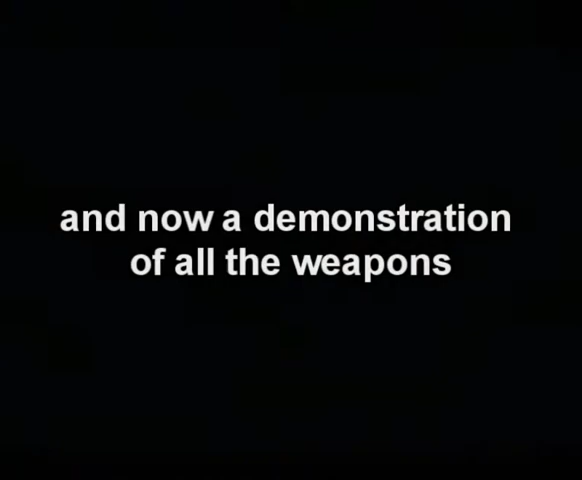 and now a demonstration
of all the weapons